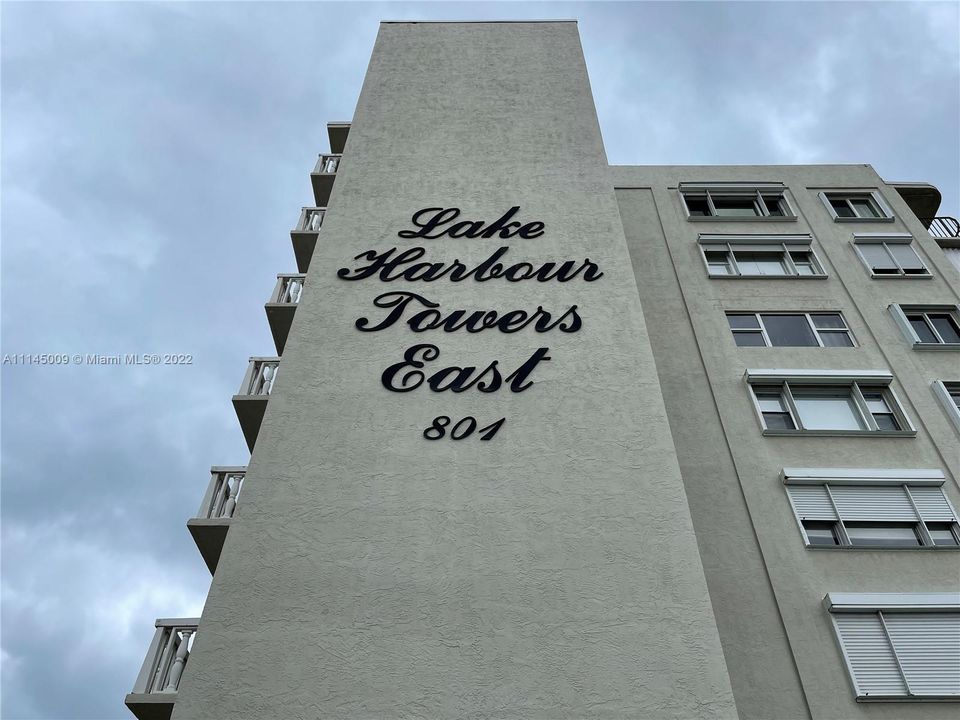 Lake
Harbour
Towers
East
801
A11145009 © Miami MLS® 2022